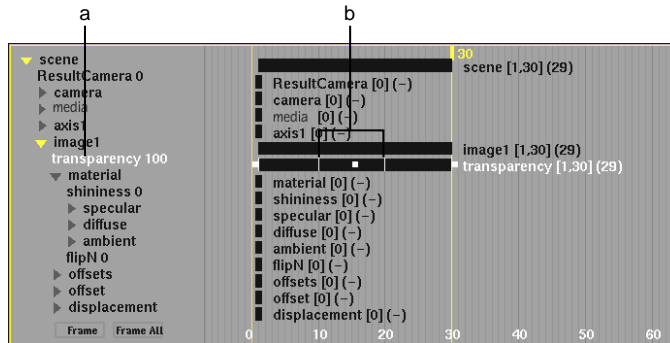 a
b
30
scene
scene [1,30] (29)
ResultCamera 0
ResultCamera [0] (−)
camera
camera [0] (−)
media
media [0] (−)
axis1
axis1 [0] (−)
image1
image1 [1,30] (29)
transparency 100
transparency [1,30] (29)
material
material [0] (−)
shininess 0
shininess [0] (−)
specular
specular [0] (−)
diffuse
diffuse [0] (−)
ambient
ambient [0] (−)
flipN 0
flipN [0] (−)
offsets
offsets [0] (−)
offset
offset [0] (−)
displacement
displacement [0] (−)
Frame
Frame All
0 10 20 30 40 50 60